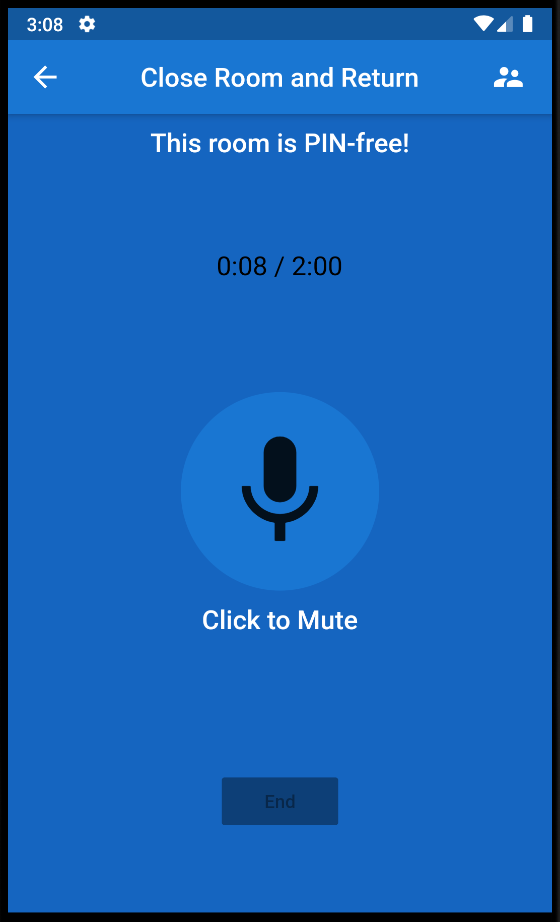 3:08
Close Room and Return
This room is PIN-free!
0:08 / 2:00
Click to Mute
End